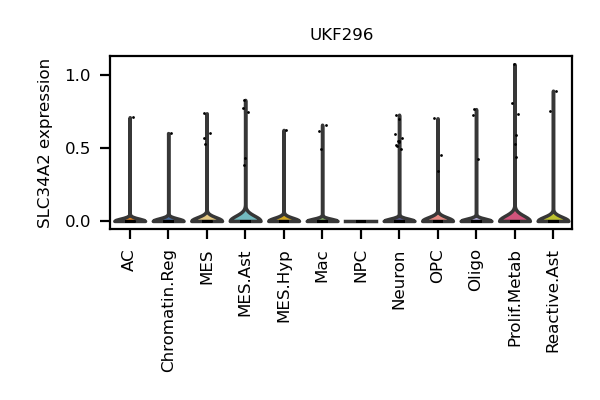 UKF296
SLC34A2 expression
1.0
0.5
0.0
AC
Chromatin.Reg
MES
MES.Ast
MES.Hyp
Mac
NPC
Neuron
OPC
Oligo
Prolif.Metab
Reactive.Ast